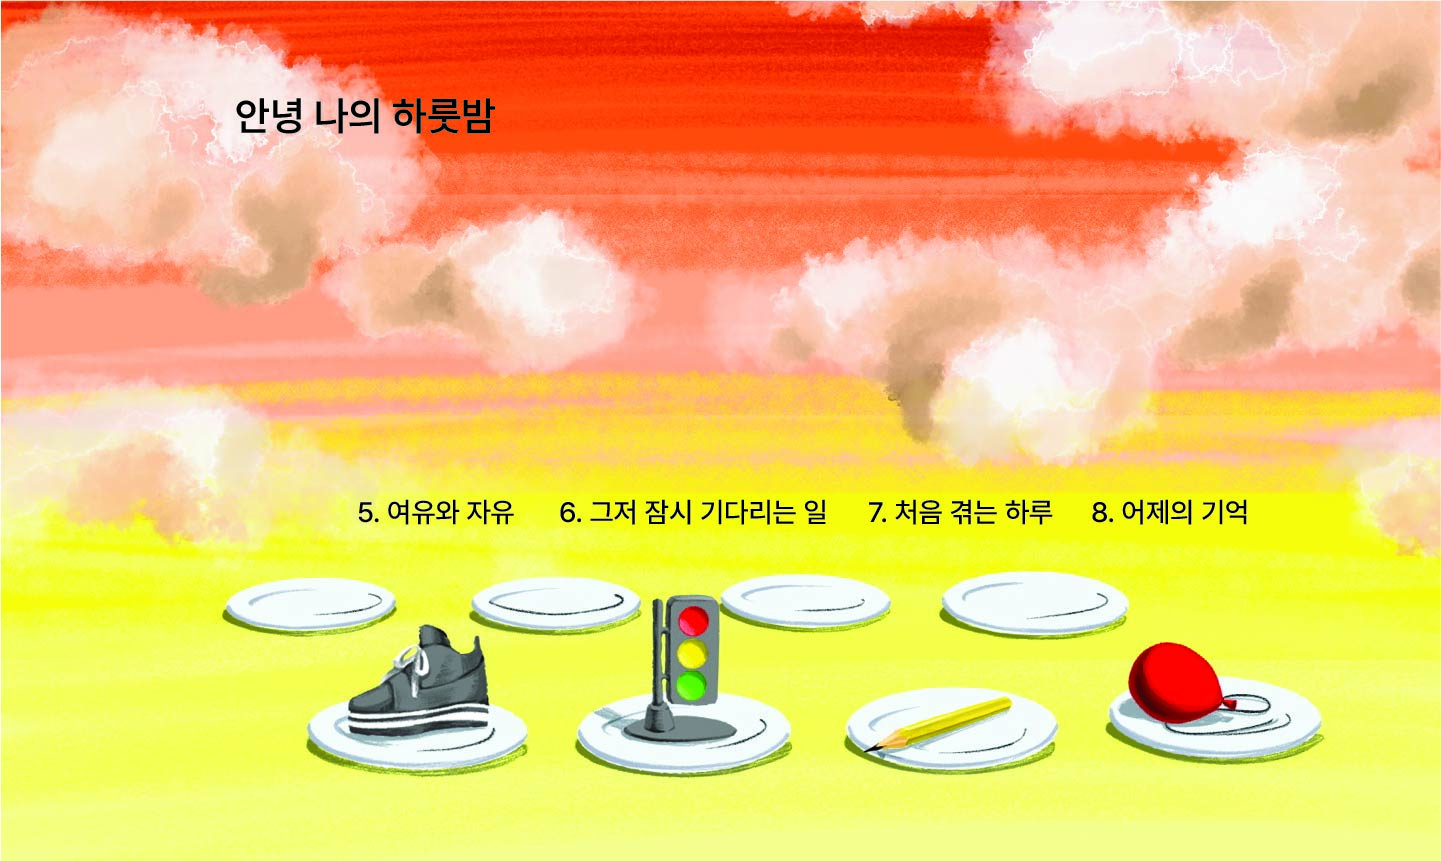 안녕 나의 하룻밤
5. 여유와 자유 6. 그저 잠시 기다리는 일 7. 처음 겪는 하루 8. 어제의 기억